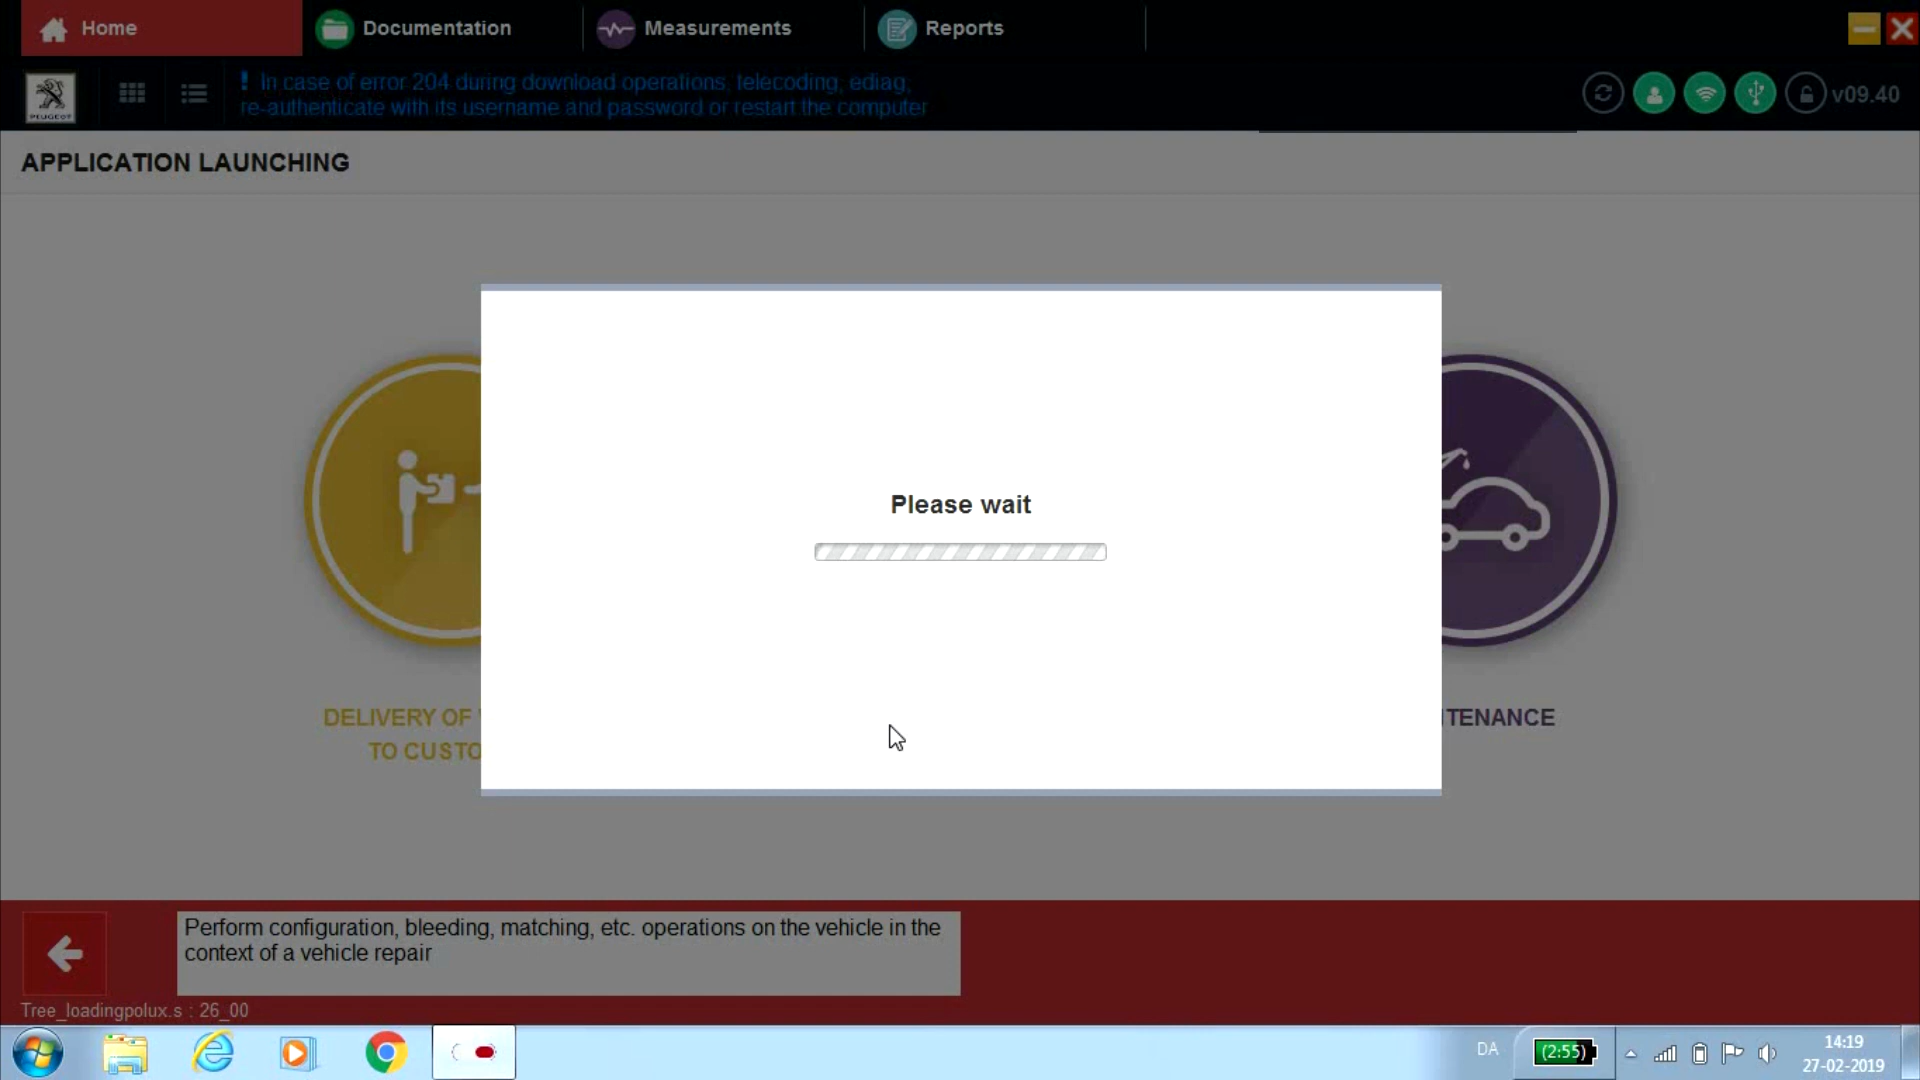 Home
Documentation
Measurements
Reports
PEUGEOT
! In case of error 204 during download operations, telecoding, ediag,
re-authenticate with its username and password or restart the computer
v09.40
APPLICATION LAUNCHING
Please wait
DELIVERY OF
TO CUSTO
TENANCE
Perform configuration, bleeding, matching, etc. operations on the vehicle in the
context of a vehicle repair
Tree_loadingpolux.s : 26_00
DA
(2:55)
14:19
27-02-2019